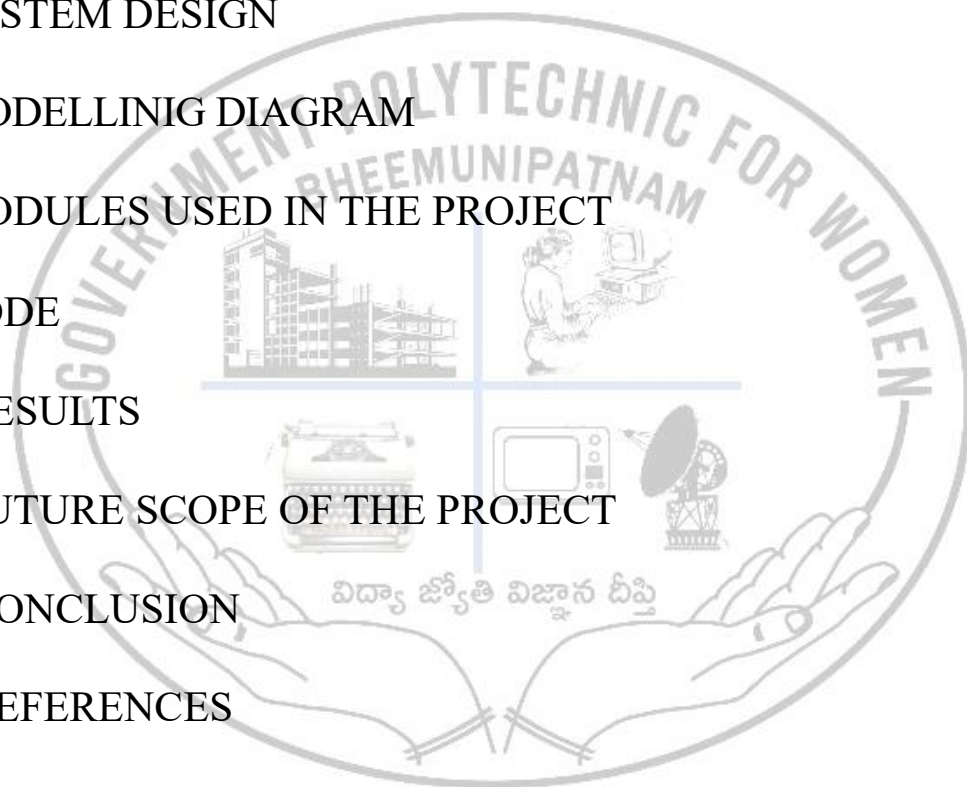 STEM DESIGN
ODELLINIG DIAGRAM
ODULES USED IN THE PROJECT
ODE
ESULTS
UTURE SCOPE OF THE PROJECT
ONCLUSION
EFERENCES
GOVERNMENT POLYTECHNIC FOR WOMEN
BHEEMUNIPATNAM
విద్యా జ్యోతి విజ్ఞాన దీప్తి